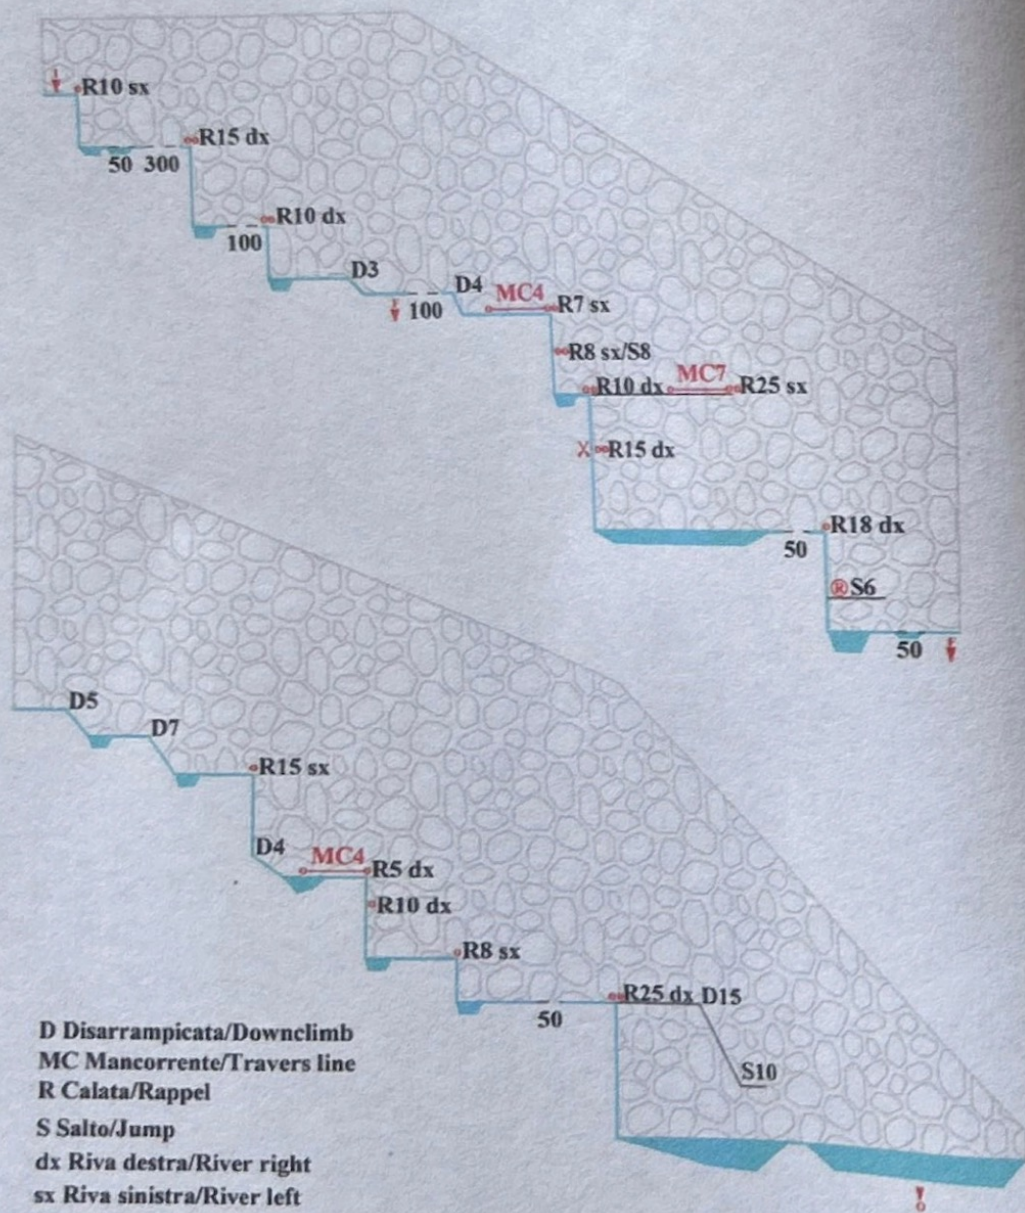 R10 sx
R15 dx
50 300
R10 dx
100
D3
D4
MC4
R7 sx
100
R8 sx/S8
R10 dx
MC7
R25 sx
X
R15 dx
R18 dx
50
® S6
50
D5
D7
R15 sx
D4
MC4
R5 dx
R10 dx
R8 sx
R25 dx D15
50
S10
D Disarrampicata/Downclimb
MC Mancorrente/Travers line
R Calata/Rappel
S Salto/Jump
dx Riva destra/River right
sx Riva sinistra/River left